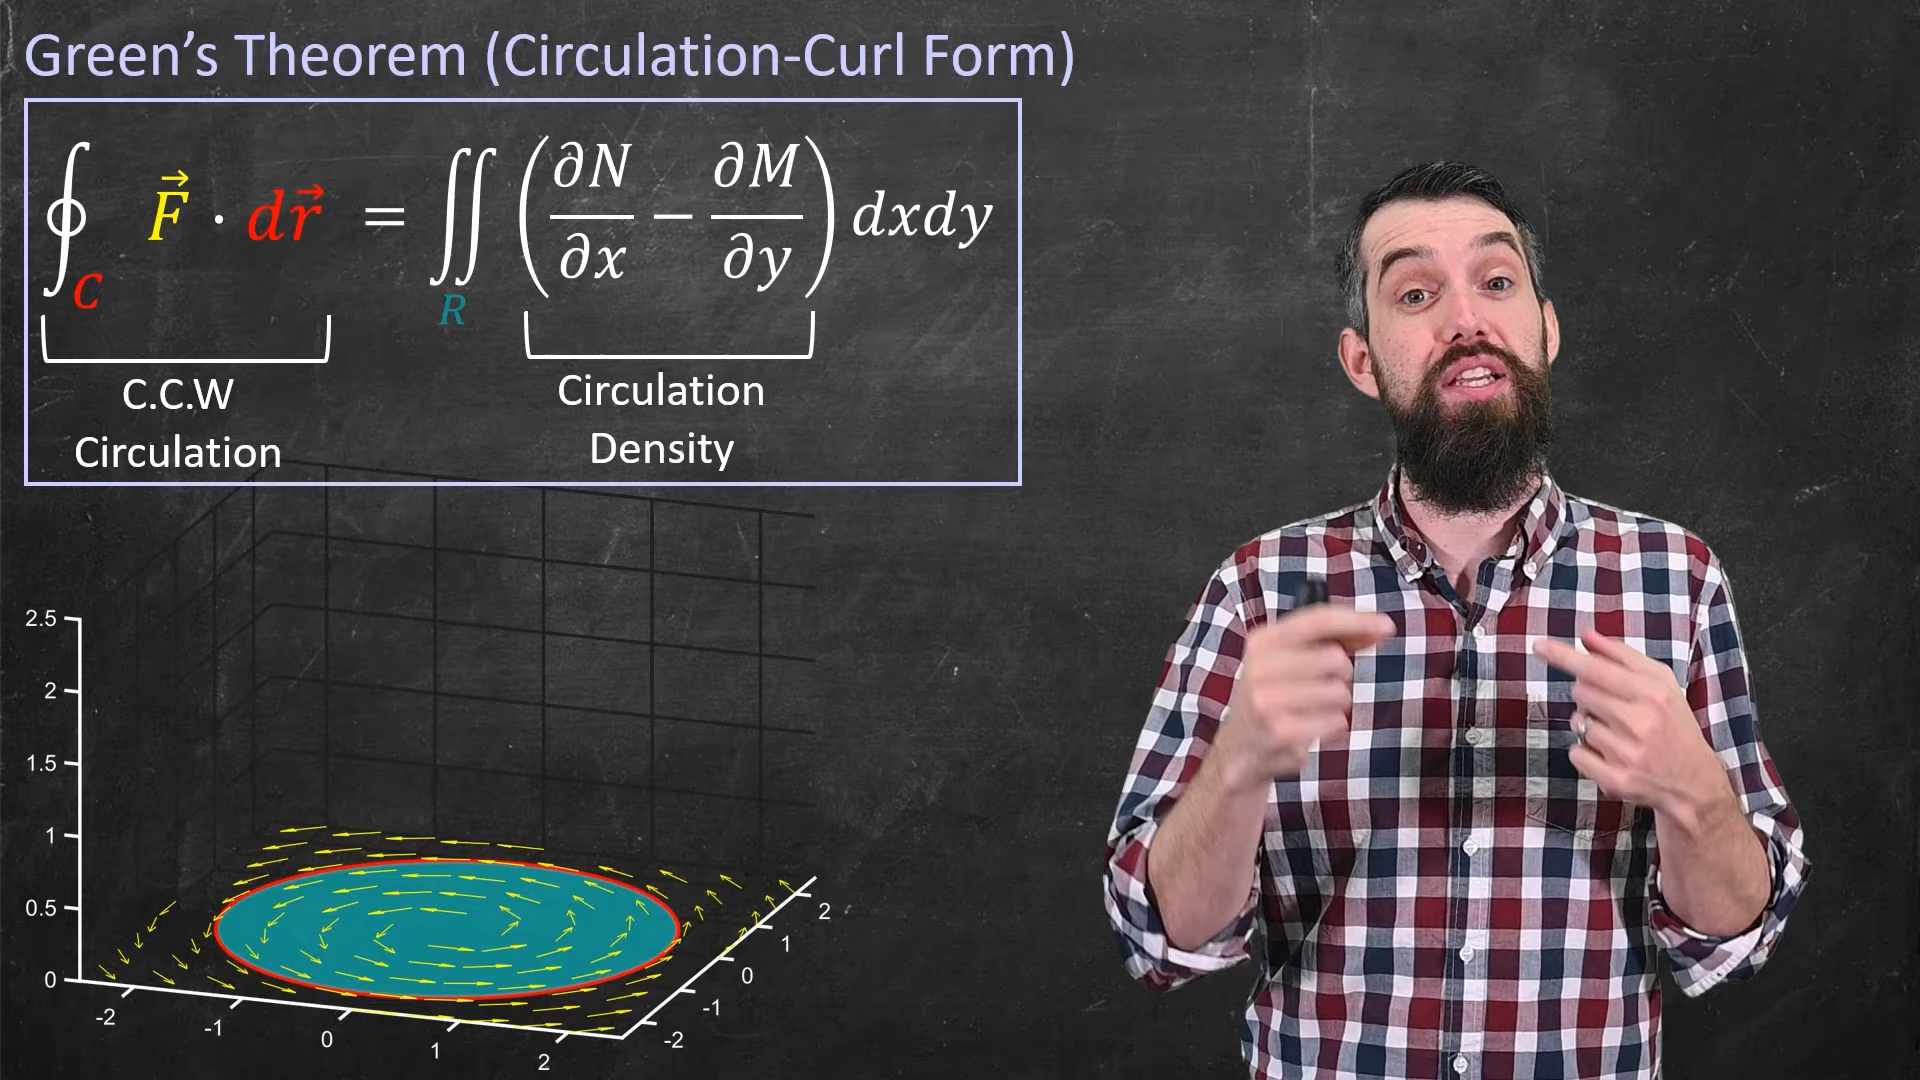 Green's Theorem (Circulation-Curl Form)
∮_C F⃗ · dr⃗ = ∬_R (∂N/∂x − ∂M/∂y) dxdy
C.C.W
Circulation
Circulation
Density
2.5
2
1.5
1
0.5
0
-2
-1
0
1
2
-2
-1
0
1
2